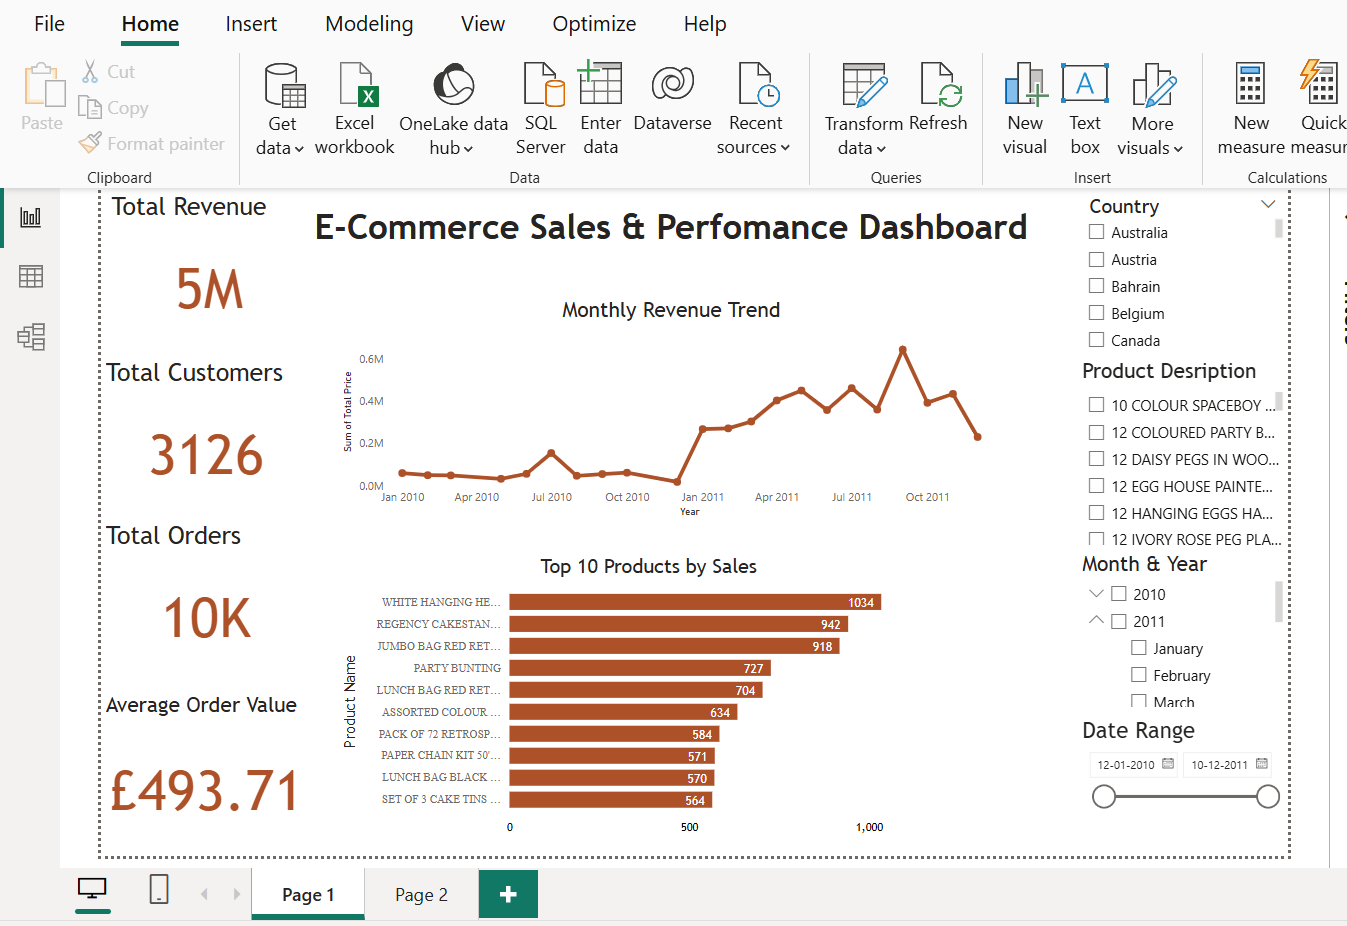 File Home Insert Modeling View Optimize Help
Paste
Cut
Copy
Format painter
Clipboard
Get data
Excel workbook
OneLake data hub
SQL Server
Enter data
Dataverse
Recent sources
Data
Transform data
Refresh
Queries
New visual
Text box
More visuals
Insert
New measure
Quick
Calculations
Total Revenue
5M
Total Customers
3126
Total Orders
10K
Average Order Value
£493.71
E-Commerce Sales & Perfomance Dashboard
Monthly Revenue Trend
Sum of Total Price
0.6M
0.4M
0.2M
0.0M
Jan 2010 Apr 2010 Jul 2010 Oct 2010 Jan 2011 Apr 2011 Jul 2011 Oct 2011
Year
Top 10 Products by Sales
Product Name
WHITE HANGING HE... 1034
REGENCY CAKESTAN... 942
JUMBO BAG RED RET... 918
PARTY BUNTING 727
LUNCH BAG RED RET... 704
ASSORTED COLOUR ... 634
PACK OF 72 RETROSP... 584
PAPER CHAIN KIT 50'... 571
LUNCH BAG BLACK ... 570
SET OF 3 CAKE TINS ... 564
0 500 1,000
Country
Australia
Austria
Bahrain
Belgium
Canada
Product Desription
10 COLOUR SPACEBOY ...
12 COLOURED PARTY B...
12 DAISY PEGS IN WOO...
12 EGG HOUSE PAINTE...
12 HANGING EGGS HA...
12 IVORY ROSE PEG PLA...
Month & Year
2010
2011
January
February
March
Date Range
12-01-2010 10-12-2011
Page 1 Page 2